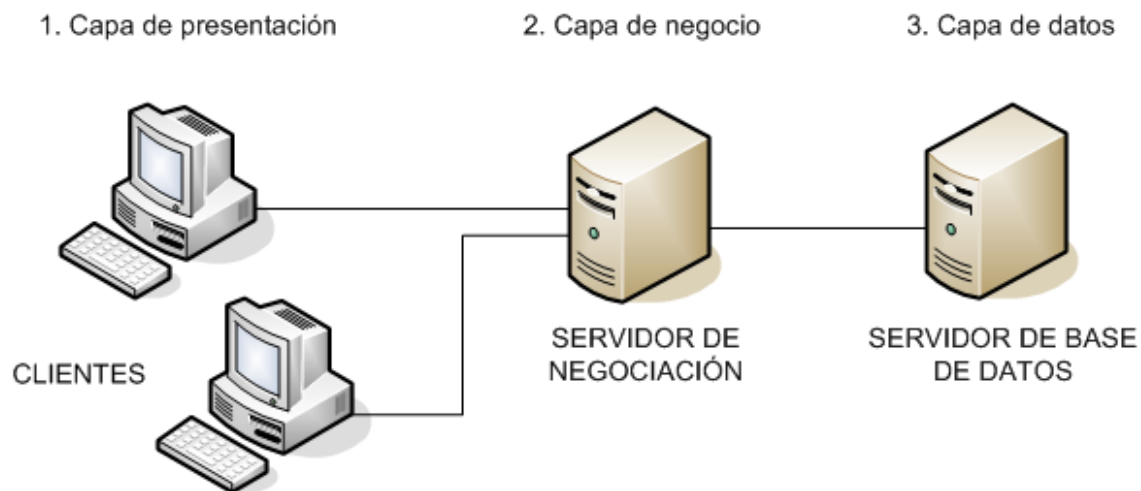 1. Capa de presentación
2. Capa de negocio
3. Capa de datos
CLIENTES
SERVIDOR DE
NEGOCIACIÓN
SERVIDOR DE BASE
DE DATOS